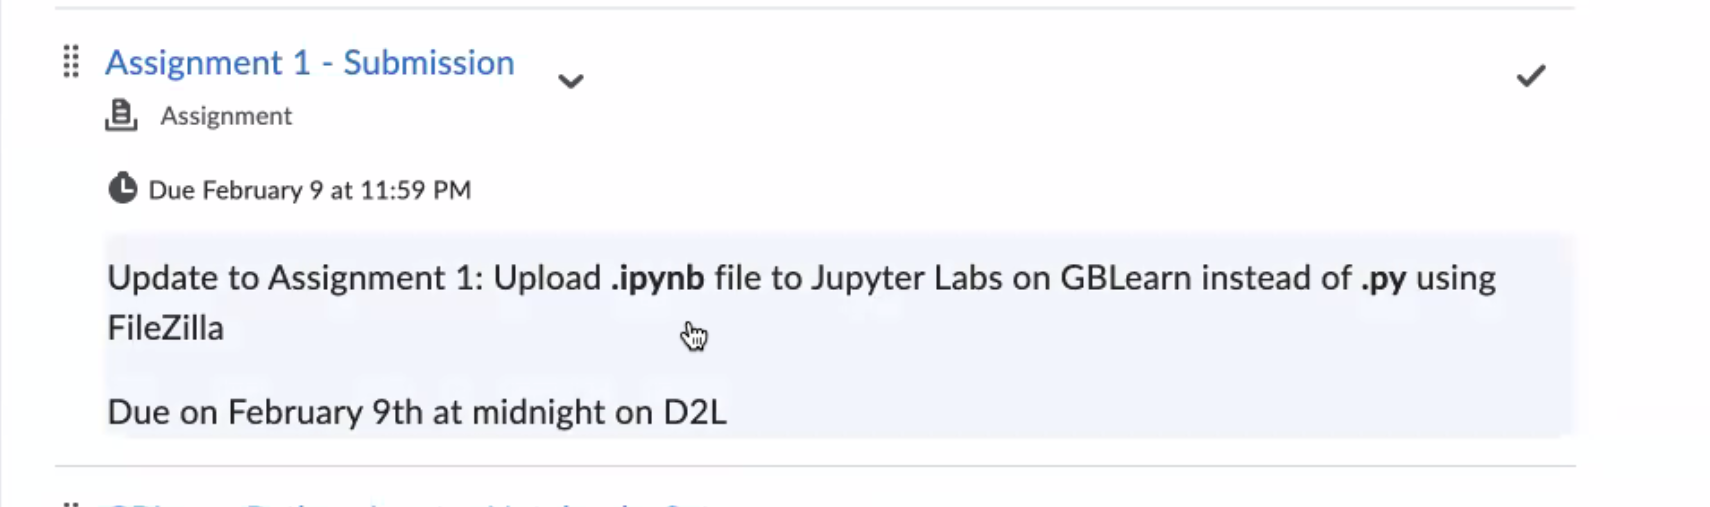 Assignment 1 - Submission
Assignment
Due February 9 at 11:59 PM
Update to Assignment 1: Upload .ipynb file to Jupyter Labs on GBLearn instead of .py using
FileZilla
Due on February 9th at midnight on D2L